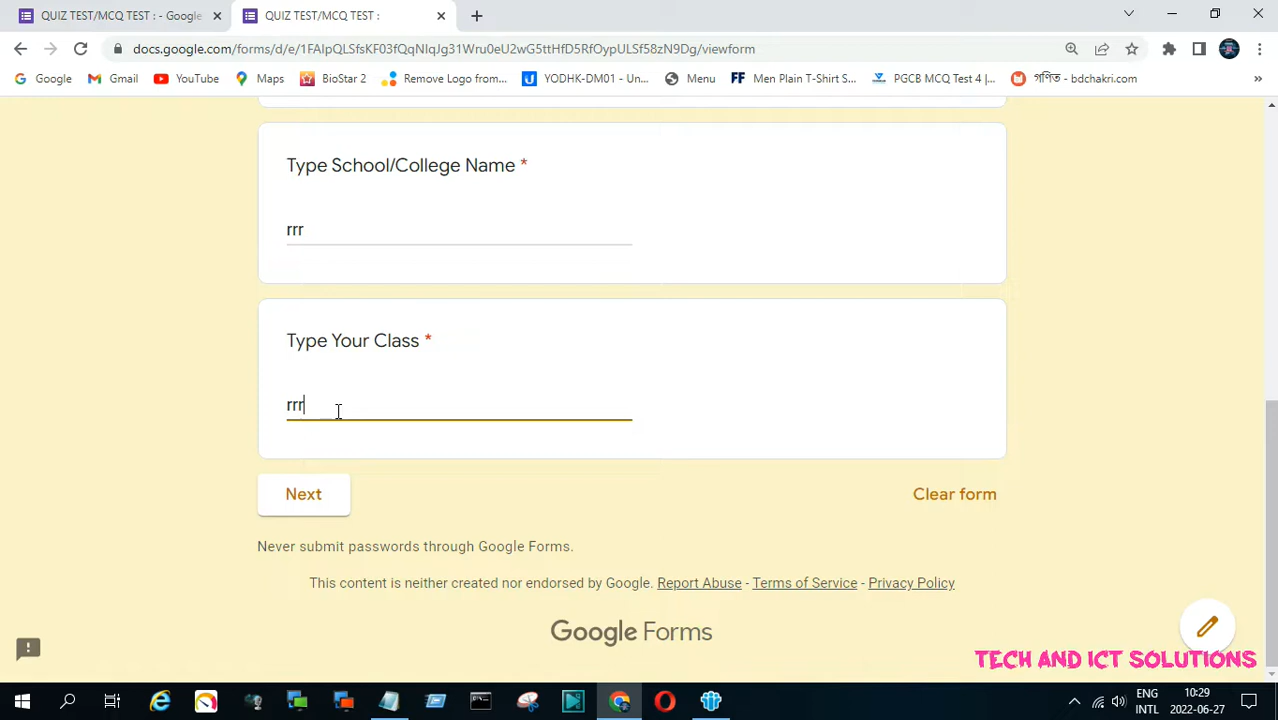 QUIZ TEST/MCQ TEST : - Google
QUIZ TEST/MCQ TEST :
docs.google.com/forms/d/e/1FAIpQLSfsKF03fQqNIqJg31Wru0eU2wG5ttHfD5RfOypULSf58zN9Dg/viewform
Google
Gmail
YouTube
Maps
BioStar 2
Remove Logo from...
YODHK-DM01 - Un...
Menu
FF Men Plain T-Shirt S...
PGCB MCQ Test 4 |...
গণিত - bdchakri.com
»
Type School/College Name *
rrr
Type Your Class *
rrr
Next
Clear form
Never submit passwords through Google Forms.
This content is neither created nor endorsed by Google. Report Abuse - Terms of Service - Privacy Policy
Google Forms
TECH AND ICT SOLUTIONS
ENG
INTL
10:29
2022-06-27